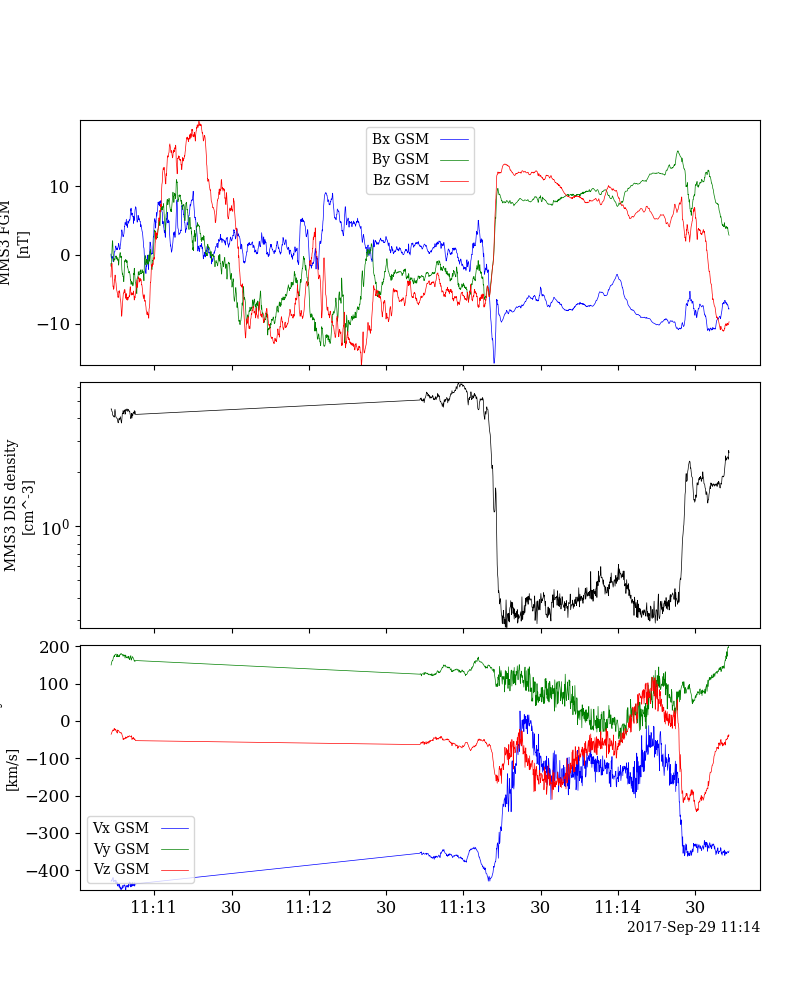 MMS3 FGM
[nT]
10
0
−10
Bx GSM
By GSM
Bz GSM
MMS3 DIS density
[cm^-3]
10^0
[km/s]
200
100
0
−100
−200
−300
−400
Vx GSM
Vy GSM
Vz GSM
11:11 30 11:12 30 11:13 30 11:14 30
2017-Sep-29 11:14